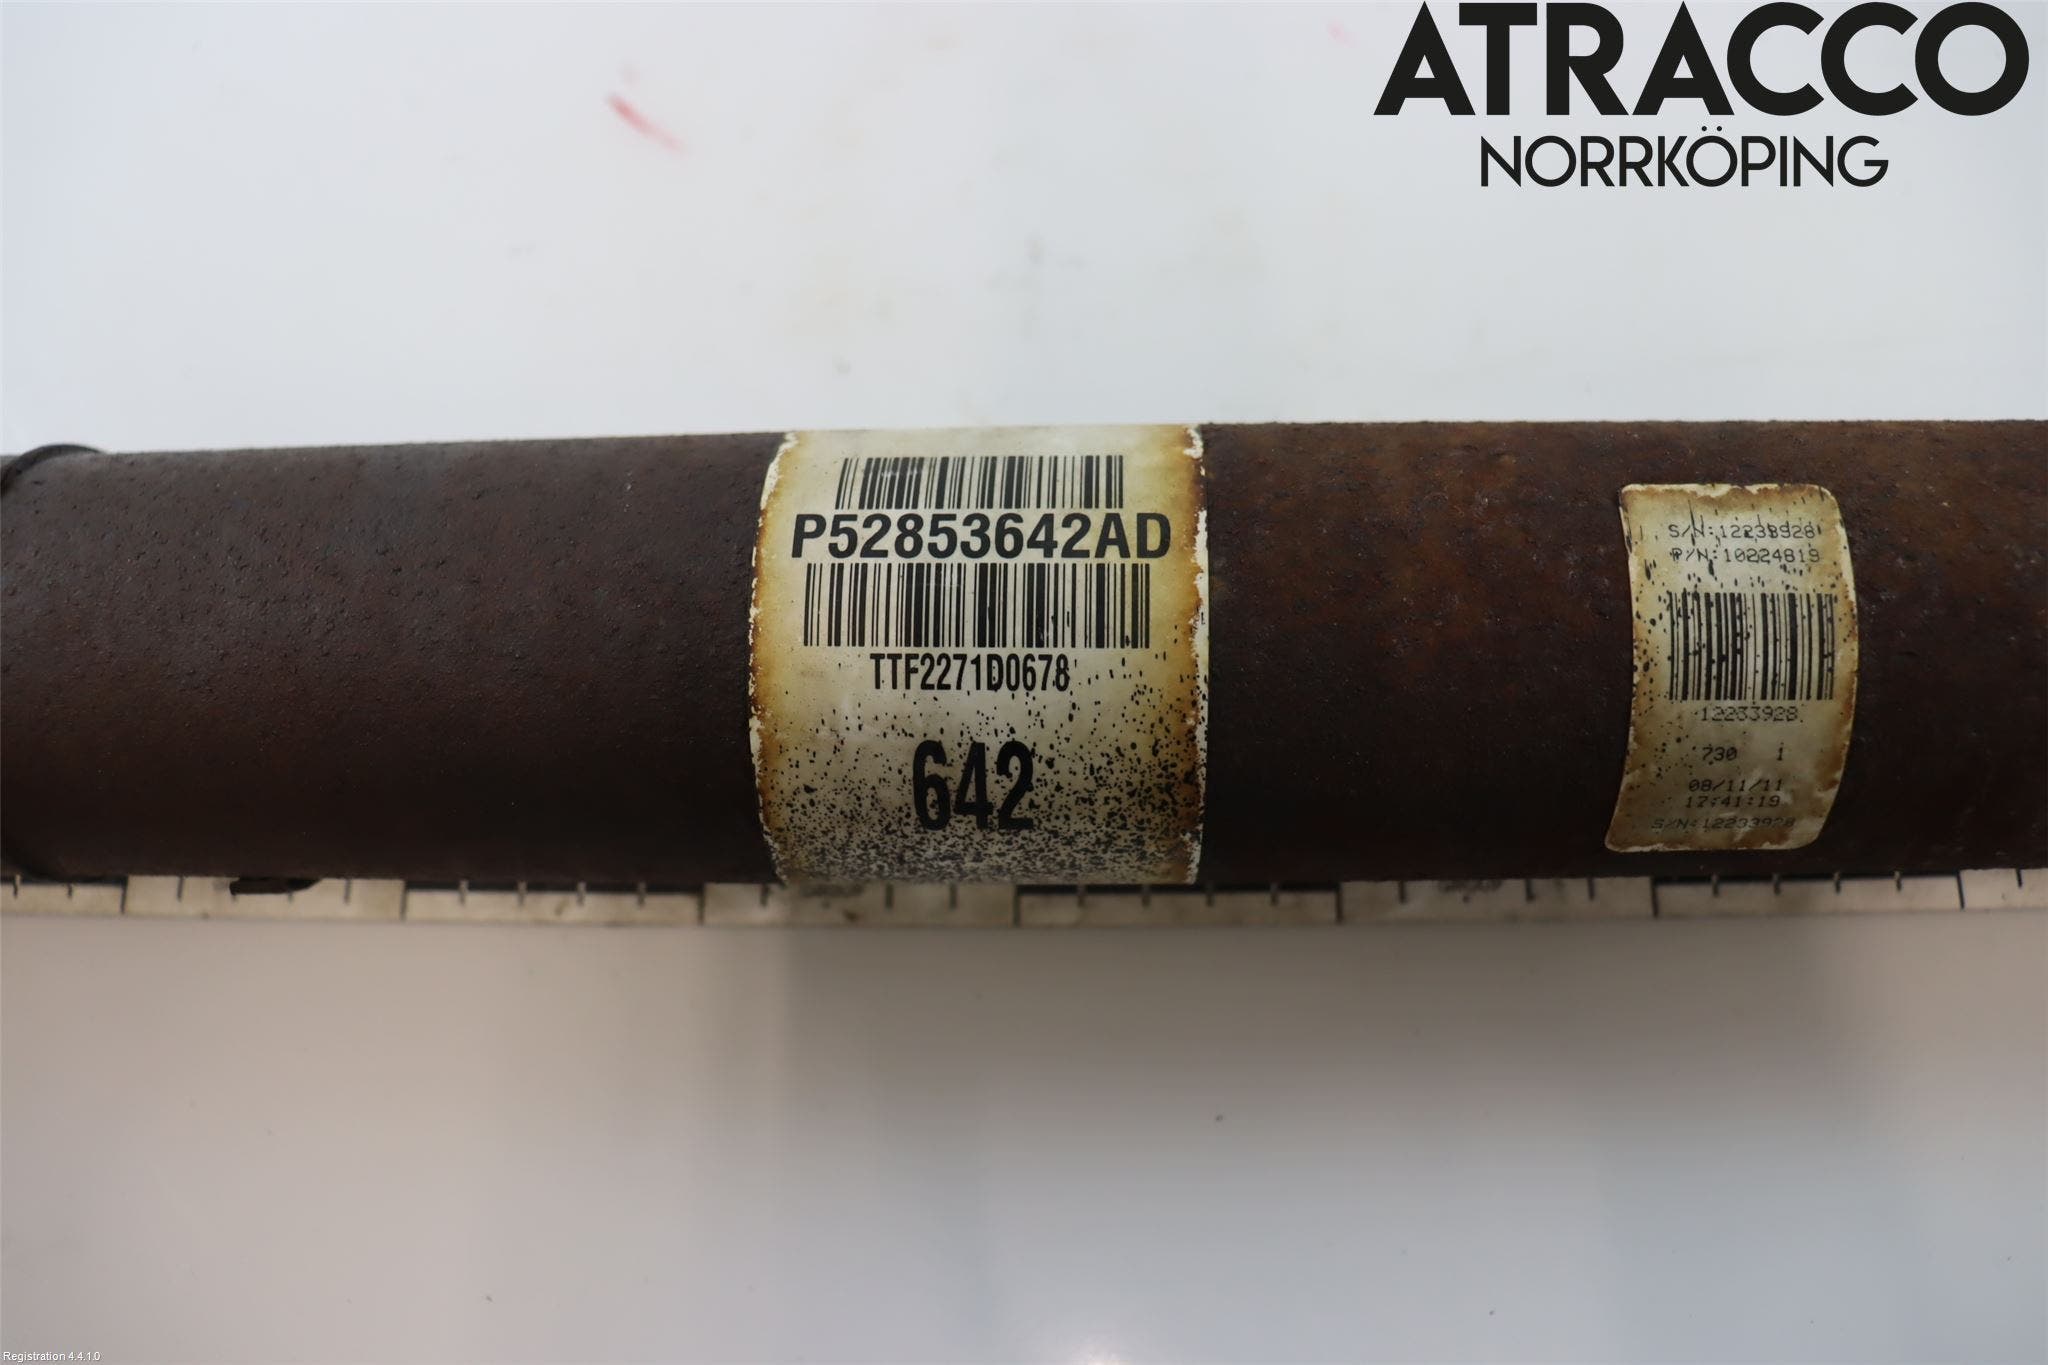 ATRACCO
NORRKÖPING
P52853642AD
TTF2271D0678
642
S/N:12233928
P/N:10224819
12233928
730 1
08/11/11
17:41:19
S/N:12233928
Registration 4.4.1.0